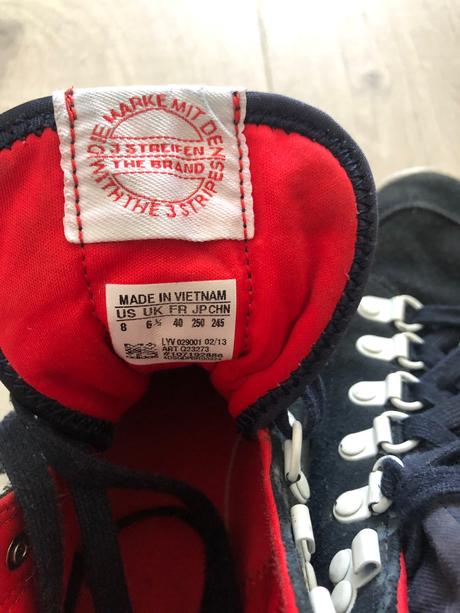 DIE MARKE MIT DEN
3 STREIFEN
THE BRAND
WITH THE 3 STRIPES
MADE IN VIETNAM
US UK FR JP CHN
8 6½ 40 250 245
LYV 029001 02/13
ART Q23273